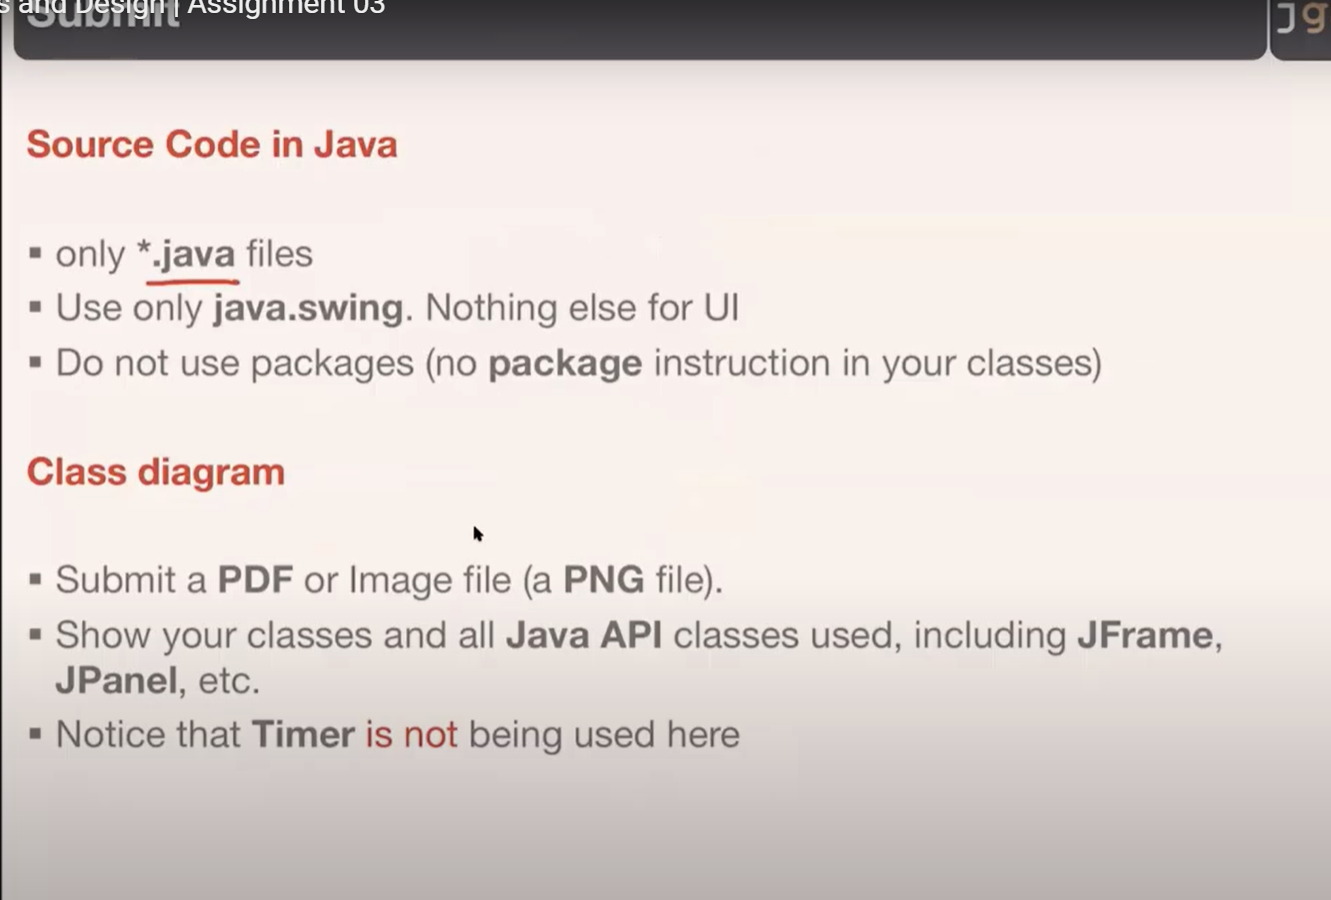 s and Design | Assignment 03
Submit
Jg
Source Code in Java
▪ only *.java files
▪ Use only java.swing. Nothing else for UI
▪ Do not use packages (no package instruction in your classes)
Class diagram
▪ Submit a PDF or Image file (a PNG file).
▪ Show your classes and all Java API classes used, including JFrame,
JPanel, etc.
▪ Notice that Timer is not being used here